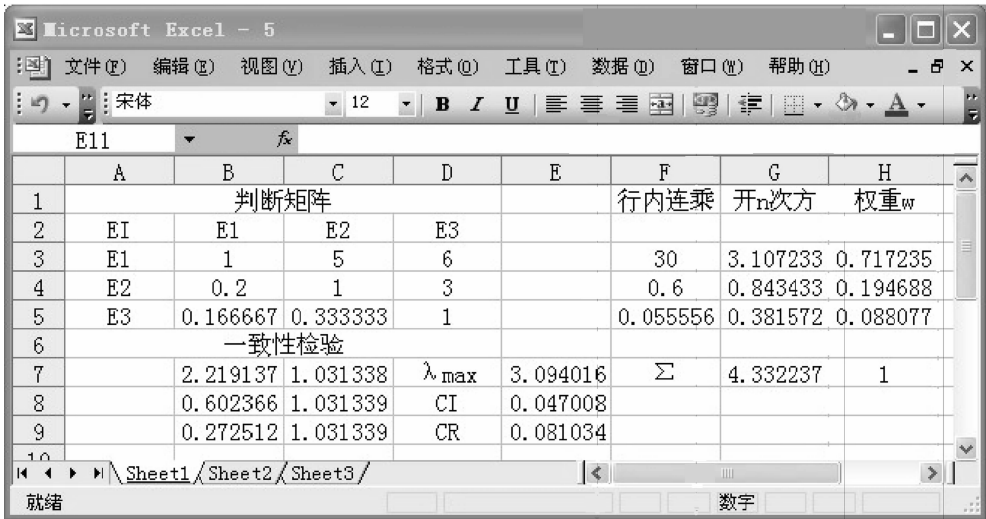 Microsoft Excel - 5
文件(F) 编辑(E) 视图(V) 插入(I) 格式(O) 工具(T) 数据(D) 窗口(W) 帮助(H)
宋体 12 B I U A
E11 fx
A B C D E F G H
1 判断矩阵 行内连乘 开n次方 权重w
2 EI E1 E2 E3
3 E1 1 5 6 30 3.107233 0.717235
4 E2 0.2 1 3 0.6 0.843433 0.194688
5 E3 0.166667 0.333333 1 0.055556 0.381572 0.088077
6 一致性检验
7 2.219137 1.031338 λmax 3.094016 Σ 4.332237 1
8 0.602366 1.031339 CI 0.047008
9 0.272512 1.031339 CR 0.081034
10
Sheet1 Sheet2 Sheet3
就绪 数字